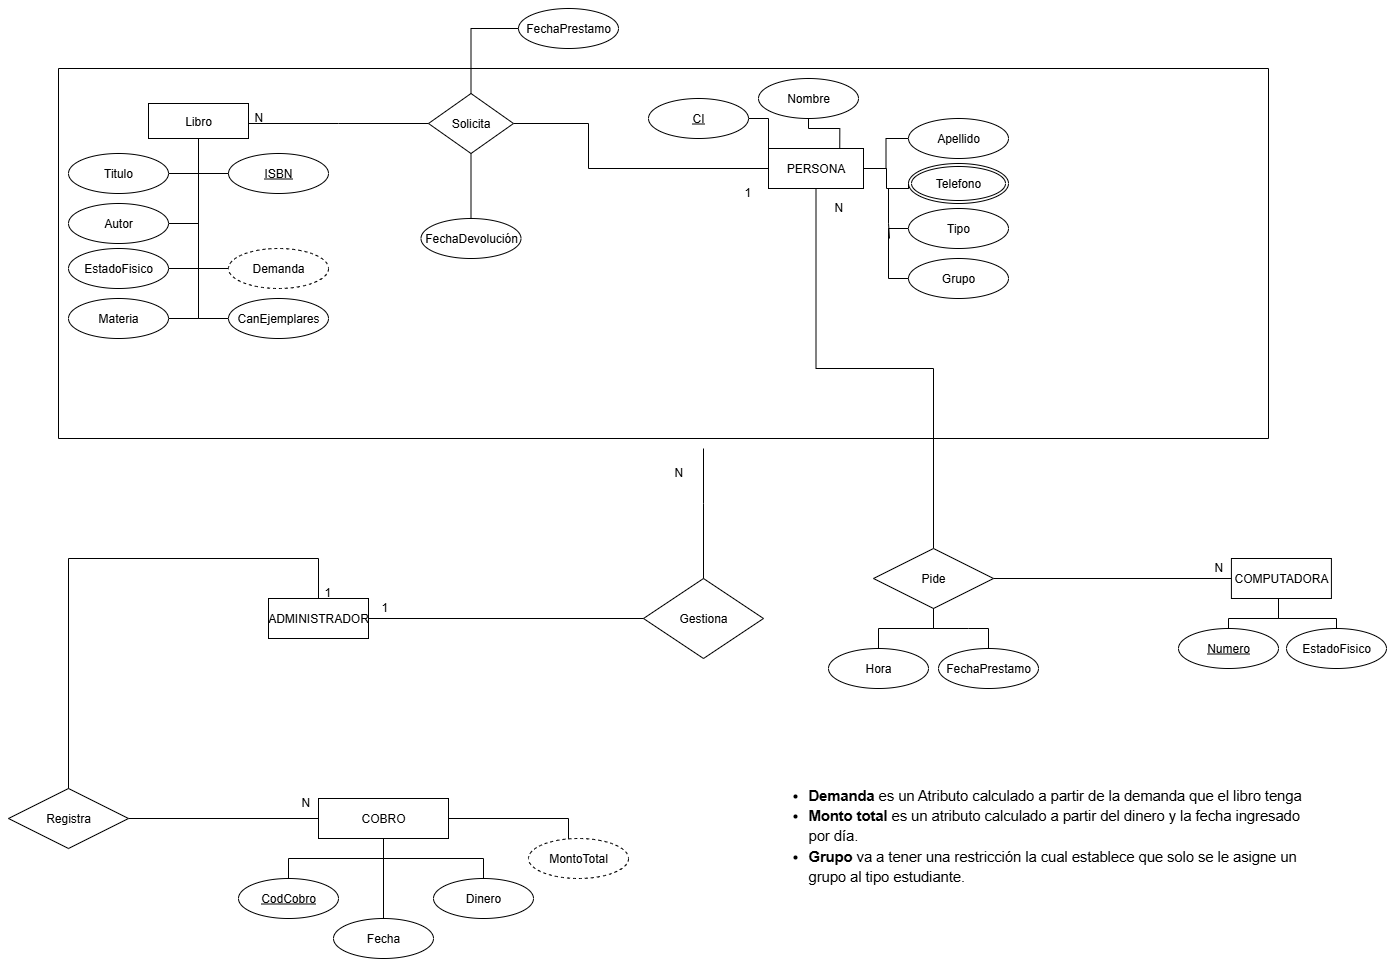 FechaPrestamo
Libro
N
Solicita
CI
Nombre
PERSONA
1
N
Apellido
Telefono
Tipo
Grupo
Titulo
ISBN
Autor
EstadoFisico
Demanda
Materia
CanEjemplares
FechaDevolución
N
1
ADMINISTRADOR
1
Gestiona
Pide
N
COMPUTADORA
Hora
FechaPrestamo
Numero
EstadoFisico
Registra
N
COBRO
MontoTotal
CodCobro
Dinero
Fecha
• Demanda es un Atributo calculado a partir de la demanda que el libro tenga
• Monto total es un atributo calculado a partir del dinero y la fecha ingresado
por día.
• Grupo va a tener una restricción la cual establece que solo se le asigne un
grupo al tipo estudiante.